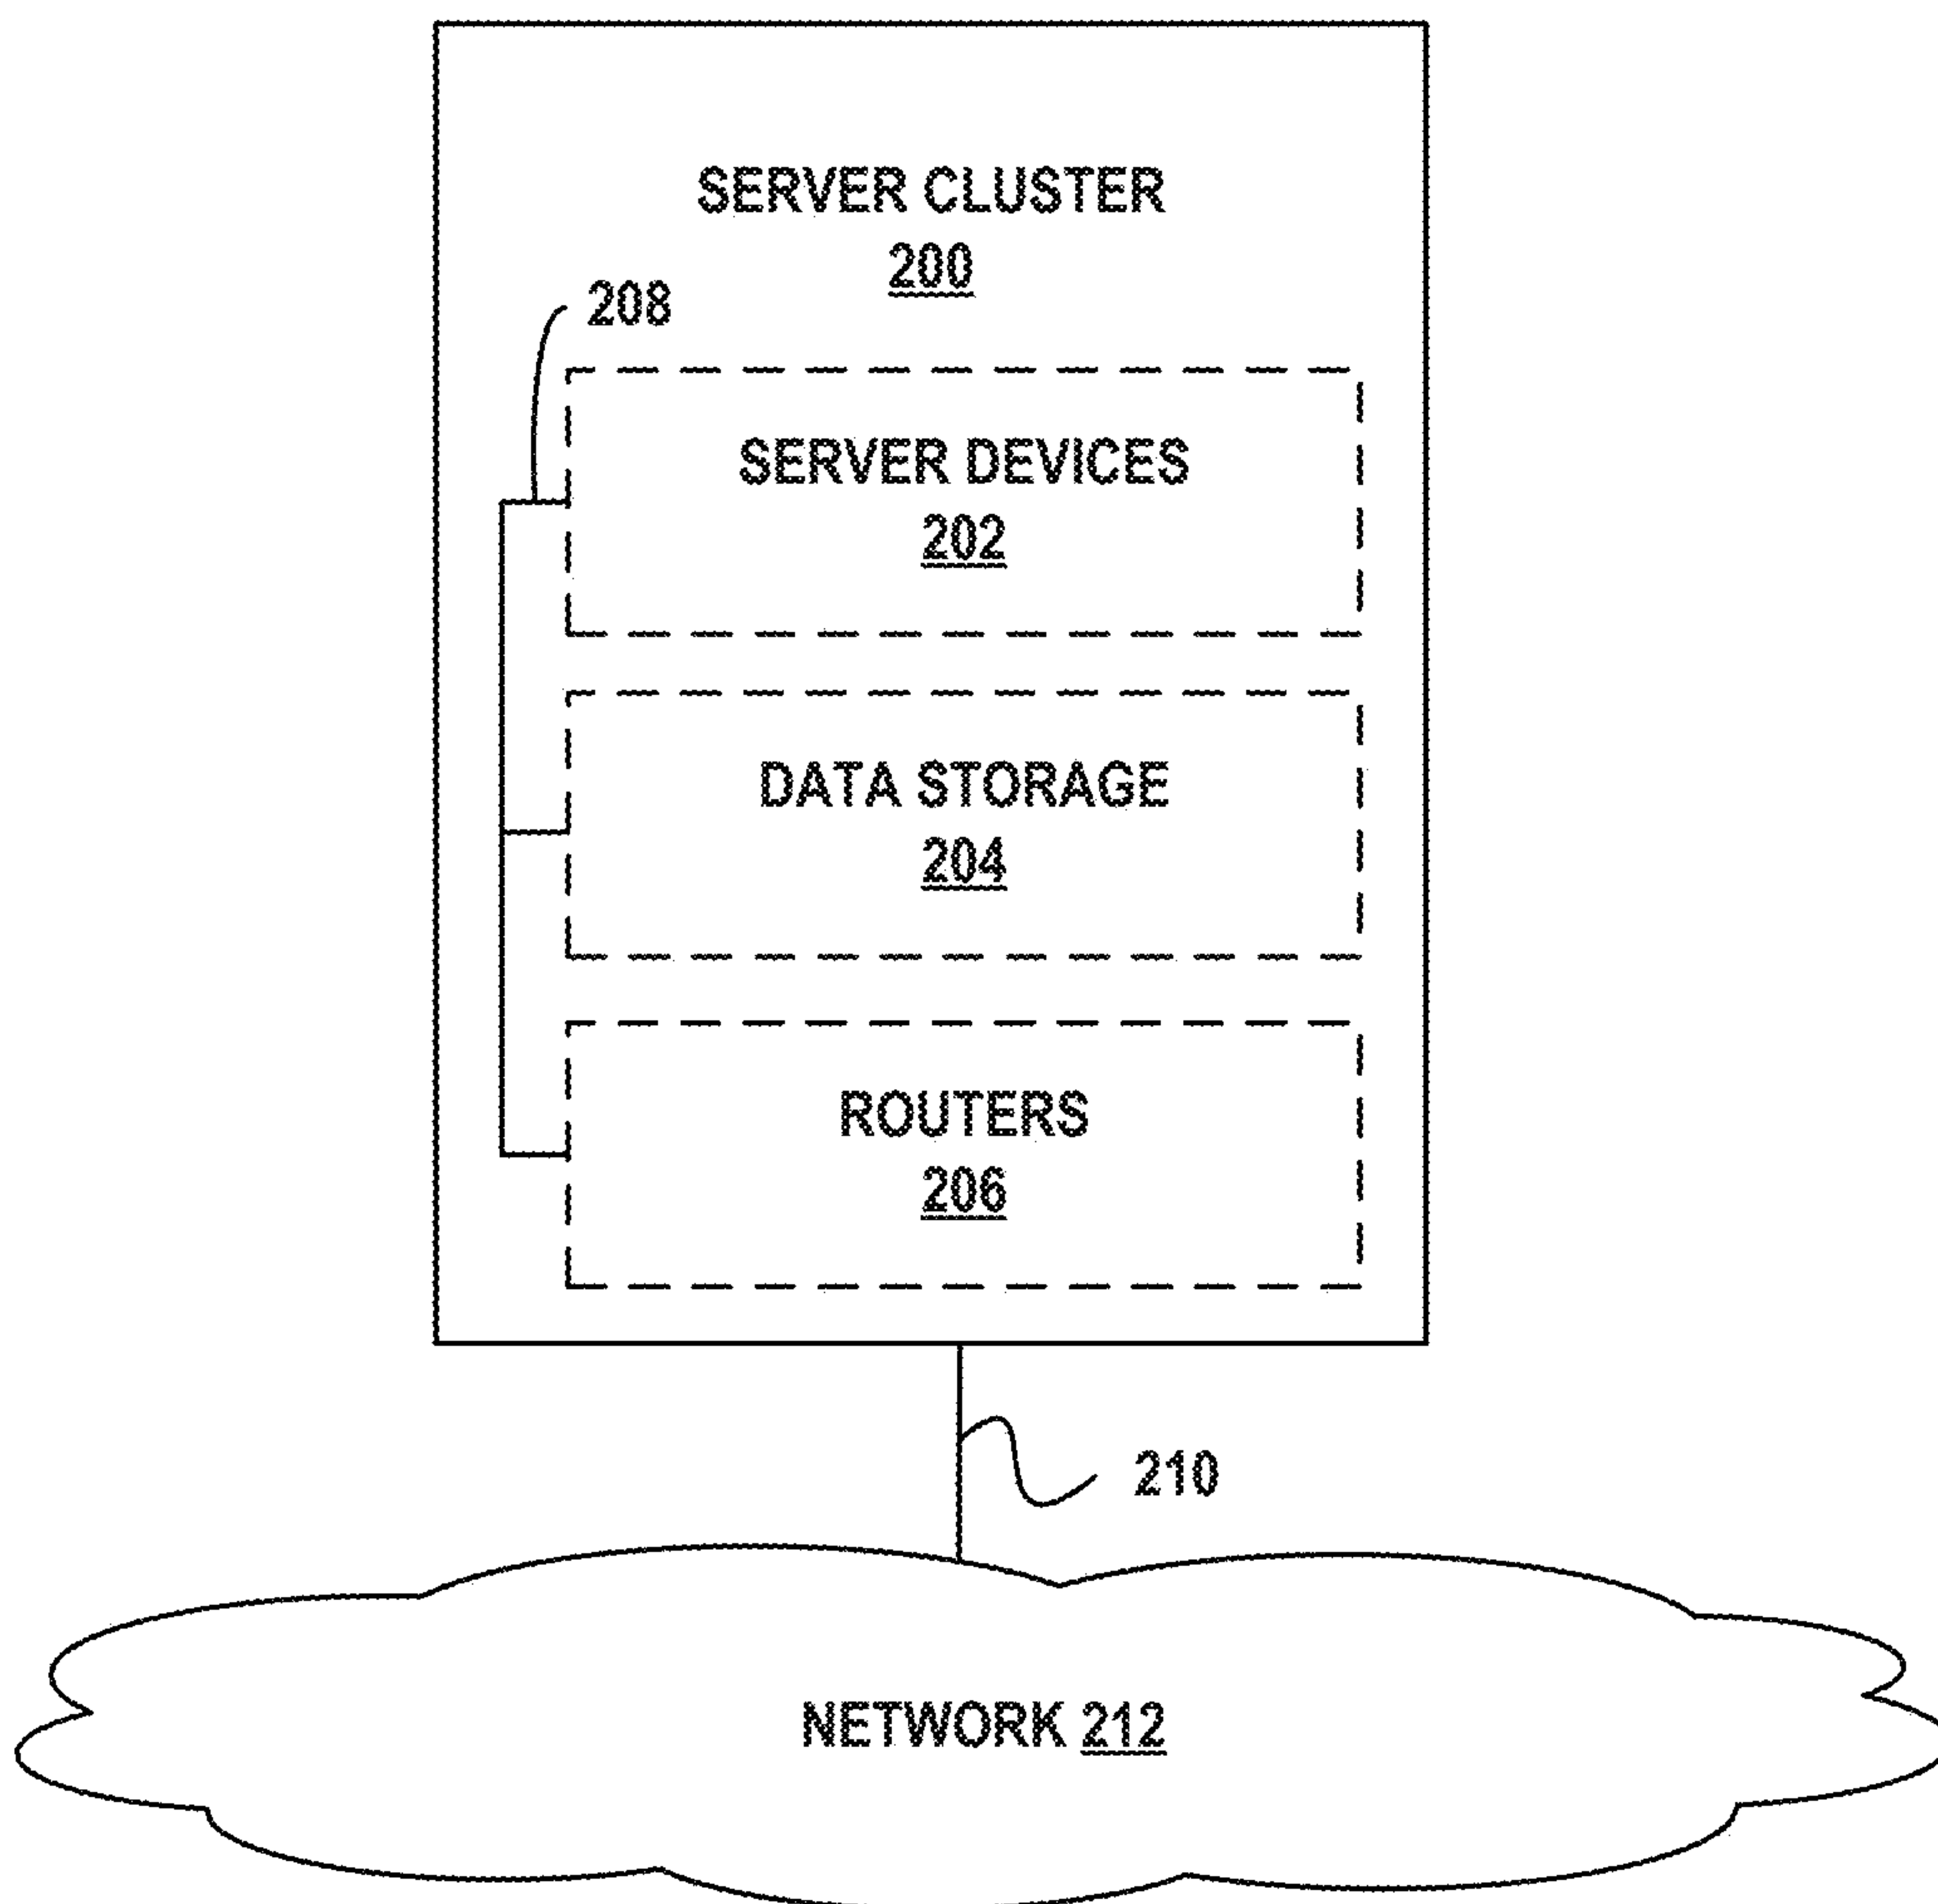 SERVER CLUSTER
200
208
SERVER DEVICES
202
DATA STORAGE
204
ROUTERS
206
210
NETWORK 212